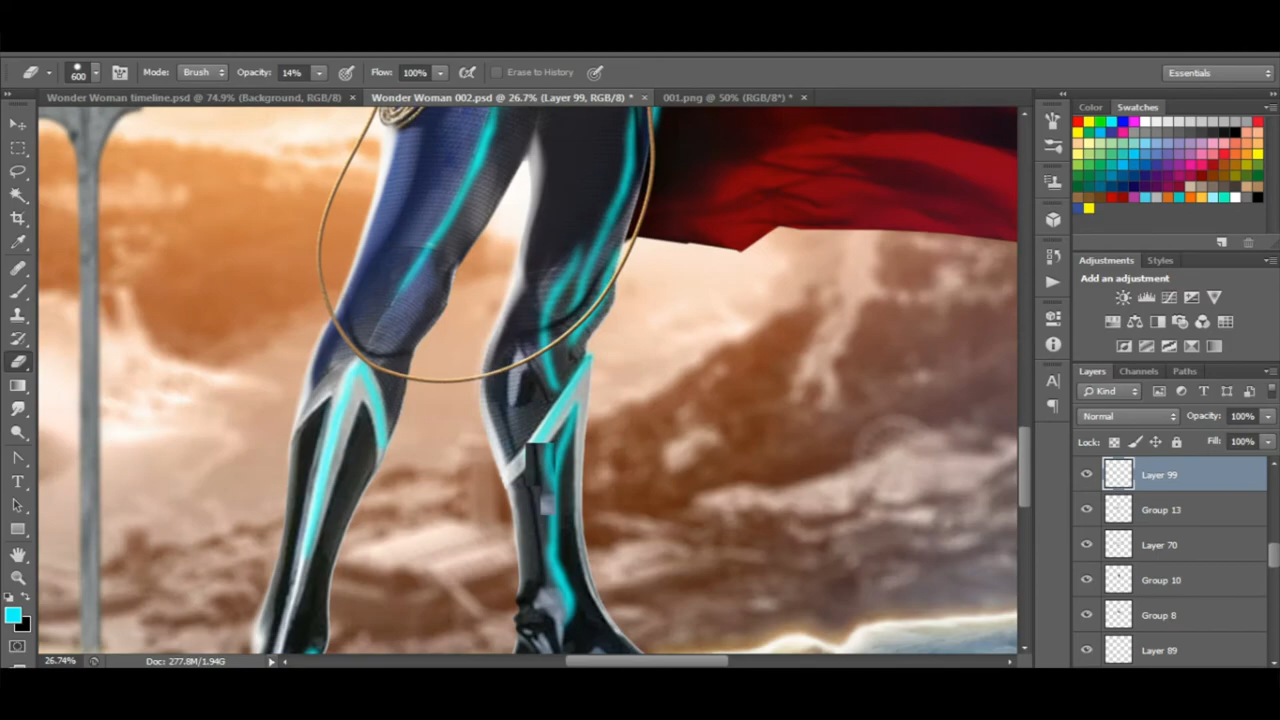 600 Mode: Brush Opacity: 14% Flow: 100% Erase to History Essentials
Wonder Woman timeline.psd @ 74.9% (Background, RGB/8) × Wonder Woman 002.psd @ 26.7% (Layer 99, RGB/8) * × 001.png @ 50% (RGB/8*) * ×
Color Swatches
Adjustments Styles
Add an adjustment
Layers Channels Paths
Kind
Normal Opacity: 100%
Lock: Fill: 100%
Layer 99
Group 13
Layer 70
Group 10
Group 8
Layer 89
26.74% Doc: 277.8M/1.94G